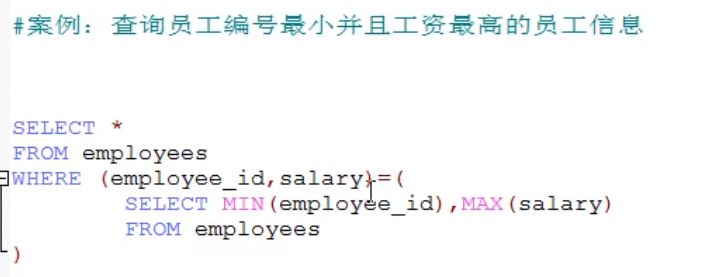 #案例：查询员工编号最小并且工资最高的员工信息
SELECT *
FROM employees
WHERE (employee_id,salary)=(
SELECT MIN(employee_id),MAX(salary)
FROM employees
)